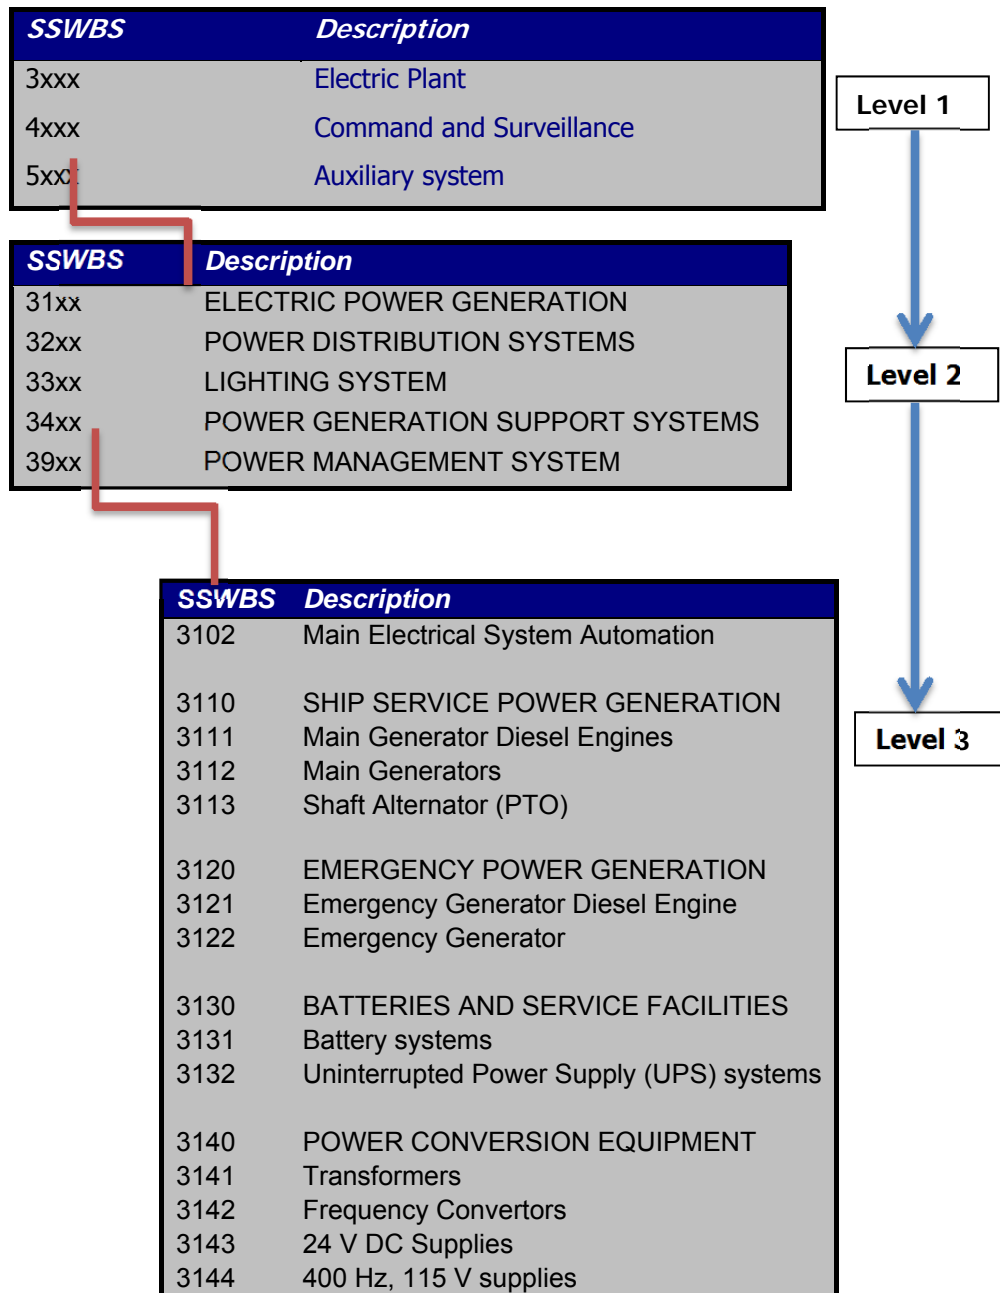 SSWBS Description
3xxx Electric Plant
4xxx Command and Surveillance
5xxx Auxiliary system
Level 1
SSWBS Description
31xx ELECTRIC POWER GENERATION
32xx POWER DISTRIBUTION SYSTEMS
33xx LIGHTING SYSTEM
34xx POWER GENERATION SUPPORT SYSTEMS
39xx POWER MANAGEMENT SYSTEM
Level 2
SSWBS Description
3102 Main Electrical System Automation
3110 SHIP SERVICE POWER GENERATION
3111 Main Generator Diesel Engines
3112 Main Generators
3113 Shaft Alternator (PTO)
3120 EMERGENCY POWER GENERATION
3121 Emergency Generator Diesel Engine
3122 Emergency Generator
3130 BATTERIES AND SERVICE FACILITIES
3131 Battery systems
3132 Uninterrupted Power Supply (UPS) systems
3140 POWER CONVERSION EQUIPMENT
3141 Transformers
3142 Frequency Convertors
3143 24 V DC Supplies
3144 400 Hz, 115 V supplies
Level 3